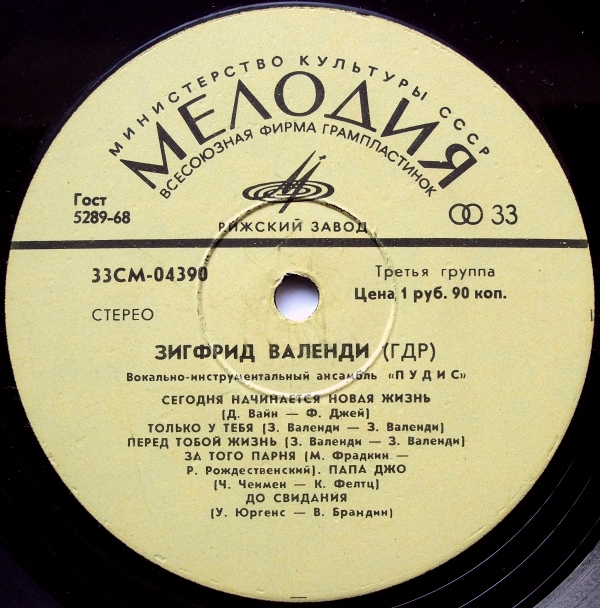 МИНИСТЕРСТВО КУЛЬТУРЫ СССР
МЕЛОДИЯ
ВСЕСОЮЗНАЯ ФИРМА ГРАМПЛАСТИНОК
Гост
5289-68
РИЖСКИЙ ЗАВОД
33
33СМ-04390
Третья группа
Цена 1 руб. 90 коп.
СТЕРЕО
ЗИГФРИД ВАЛЕНДИ (ГДР)
Вокально-инструментальный ансамбль «ПУДИС»
СЕГОДНЯ НАЧИНАЕТСЯ НОВАЯ ЖИЗНЬ
(Д. Вайн — Ф. Джей)
ТОЛЬКО У ТЕБЯ (З. Валенди — З. Валенди)
ПЕРЕД ТОБОЙ ЖИЗНЬ (З. Валенди — З. Валенди)
ЗА ТОГО ПАРНЯ (М. Фрадкин —
Р. Рождественский). ПАПА ДЖО
(Ч. Чеимен — К. Фелтц)
ДО СВИДАНИЯ
(У. Юргенс — В. Брандин)